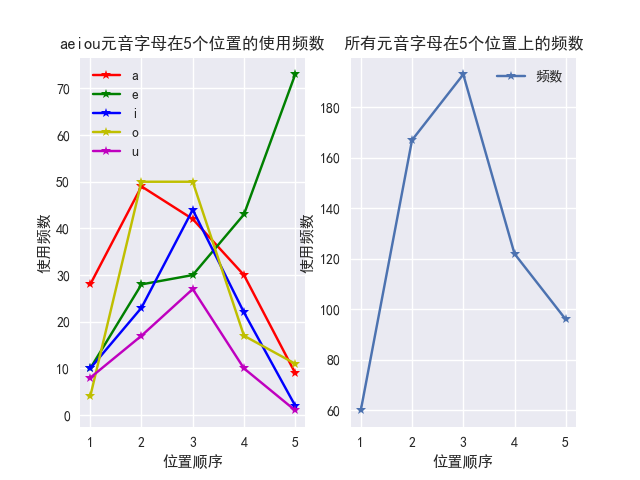 aeiou元音字母在5个位置的使用频数
a
e
i
o
u
70
60
50
40
30
20
10
0
使用频数
1 2 3 4 5
位置顺序
所有元音字母在5个位置上的频数
频数
180
160
140
120
100
80
60
使用频数
1 2 3 4 5
位置顺序